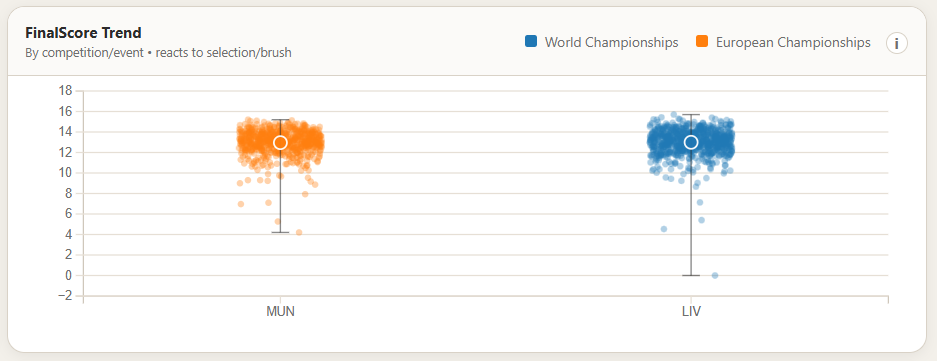 FinalScore Trend
By competition/event • reacts to selection/brush
World Championships
European Championships
i
18
16
14
12
10
8
6
4
2
0
−2
MUN
LIV